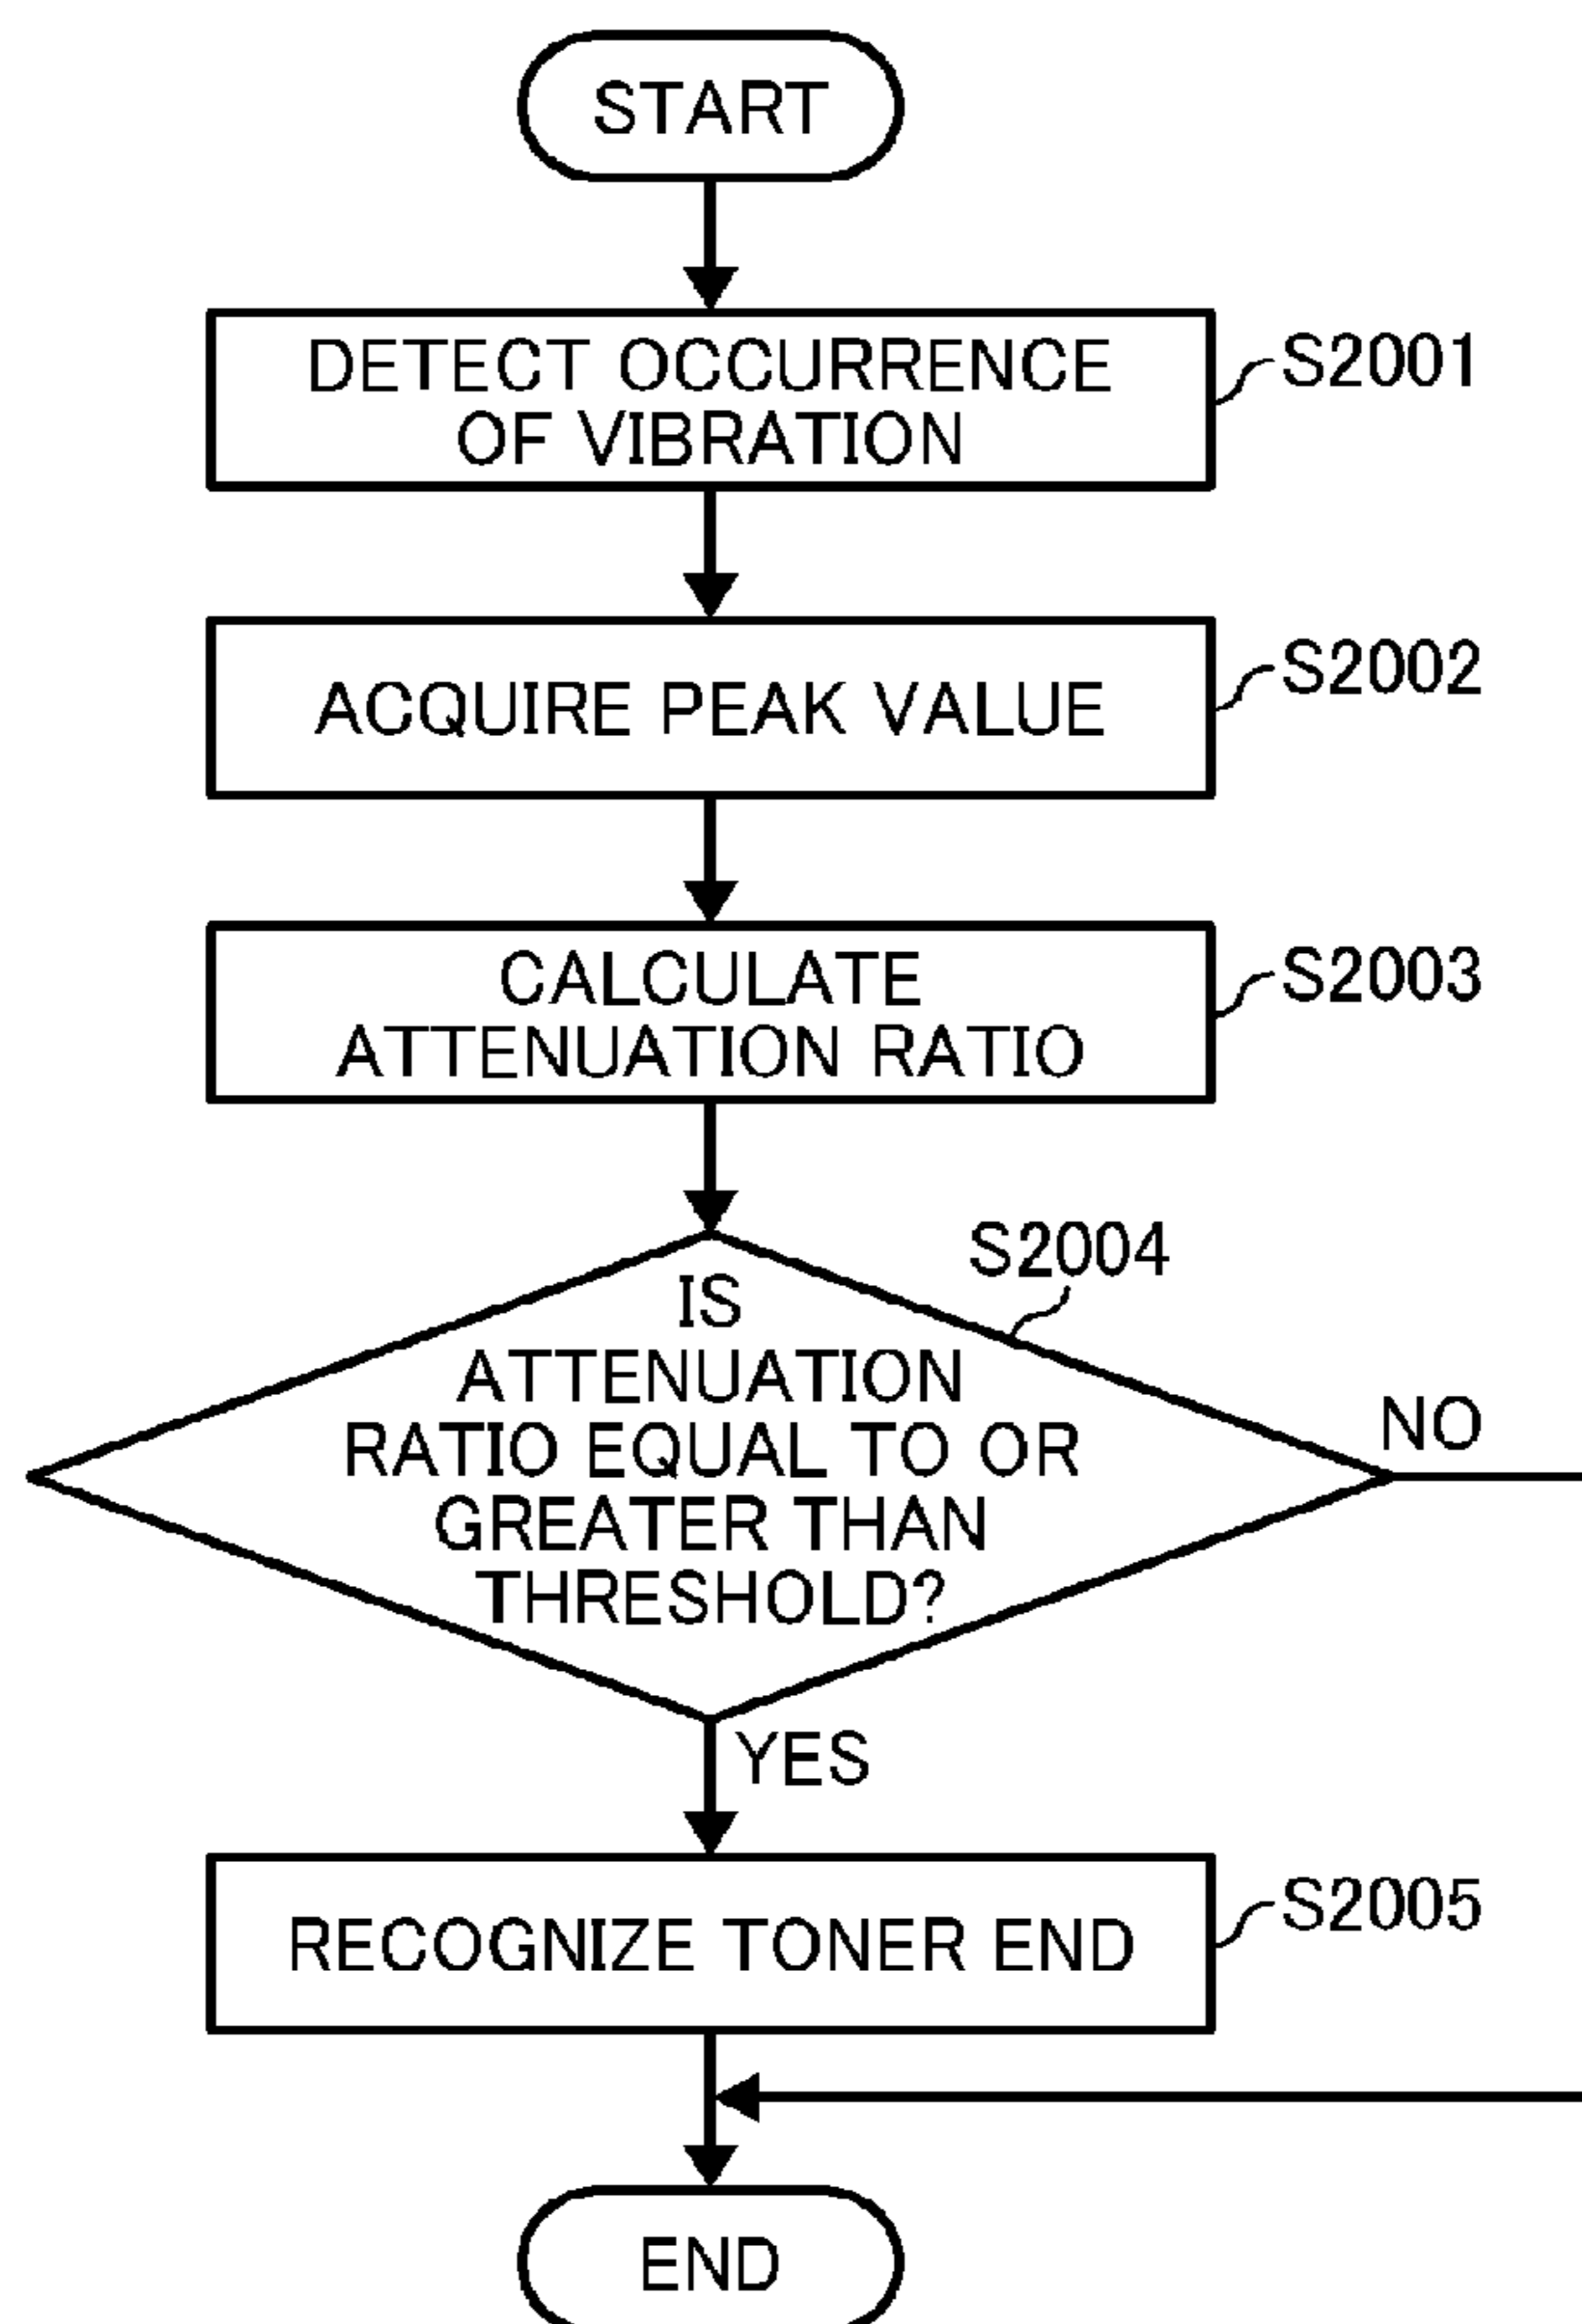 START
DETECT OCCURRENCE
OF VIBRATION
S2001
ACQUIRE PEAK VALUE
S2002
CALCULATE
ATTENUATION RATIO
S2003
S2004
IS
ATTENUATION
RATIO EQUAL TO OR
GREATER THAN
THRESHOLD?
NO
YES
RECOGNIZE TONER END
S2005
END